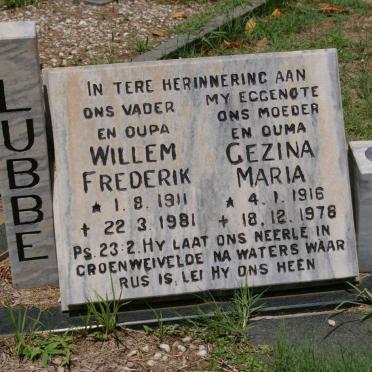 LUBBE
IN TERE HERINNERING AAN
ONS VADER MY EGGENOTE
EN OUPA ONS MOEDER
EN OUMA
WILLEM GEZINA
FREDERIK MARIA
* 1.8.1911 * 4.1.1916
+ 22.3.1981 + 18.12.1978
PS. 23:2. HY LAAT ONS NEERLE IN
GROENWEIVELDE NA WATERS WAAR
RUS IS, LEI HY ONS HEEN